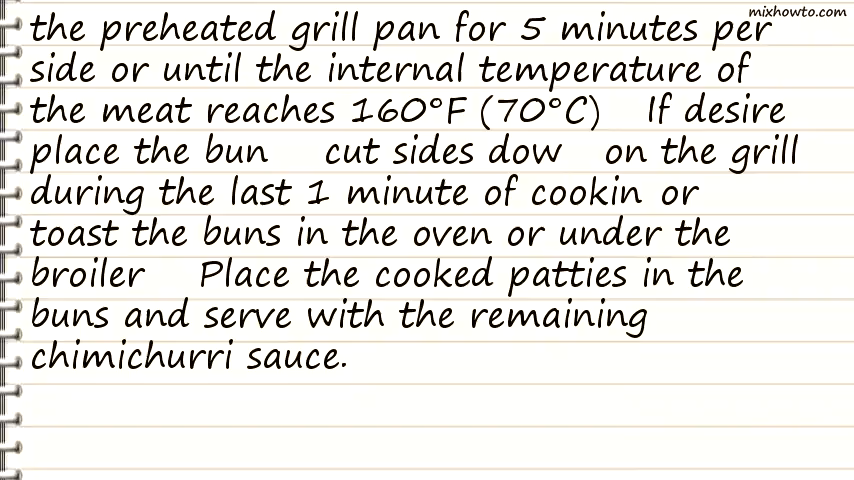 mixhowto.com
the preheated grill pan for 5 minutes per
side or until the internal temperature of
the meat reaches 160°F (70°C) If desire
place the bun cut sides dow on the grill
during the last 1 minute of cookin or
toast the buns in the oven or under the
broiler Place the cooked patties in the
buns and serve with the remaining
chimichurri sauce.